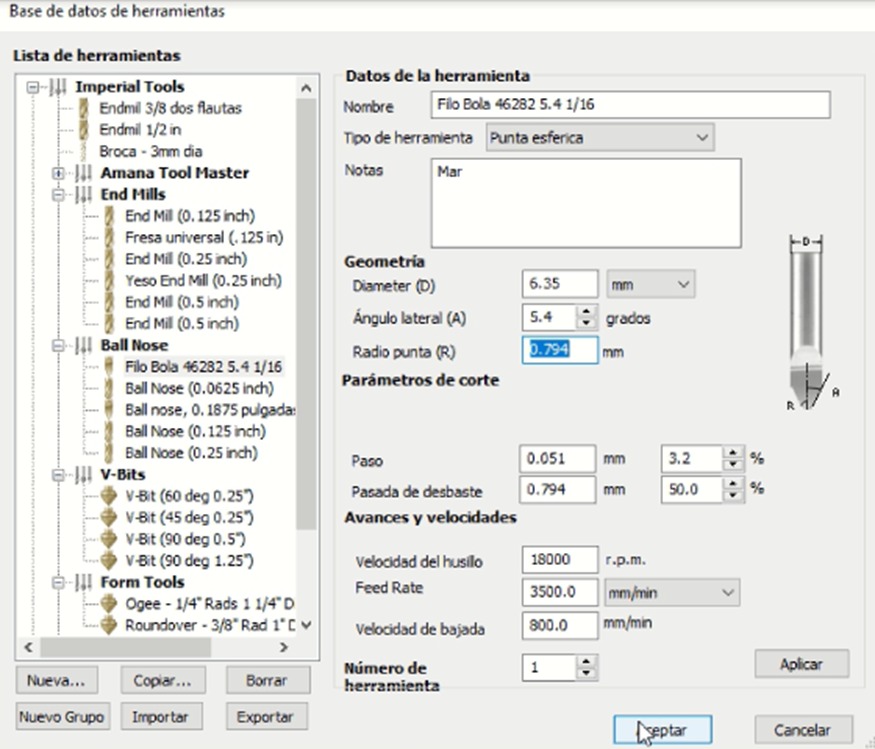 Base de datos de herramientas
Lista de herramientas
Imperial Tools
Endmil 3/8 dos flautas
Endmil 1/2 in
Broca - 3mm dia
Amana Tool Master
End Mills
End Mill (0.125 inch)
Fresa universal (.125 in)
End Mill (0.25 inch)
Yeso End Mill (0.25 inch)
End Mill (0.5 inch)
End Mill (0.5 inch)
Ball Nose
Filo Bola 46282 5.4 1/16
Ball Nose (0.0625 inch)
Ball nose, 0.1875 pulgadas
Ball Nose (0.125 inch)
Ball Nose (0.25 inch)
V-Bits
V-Bit (60 deg 0.25")
V-Bit (45 deg 0.25")
V-Bit (90 deg 0.5")
V-Bit (90 deg 1.25")
Form Tools
Ogee - 1/4" Rads 1 1/4" D
Roundover - 3/8" Rad 1" D
Nueva... Copiar... Borrar
Nuevo Grupo Importar Exportar
Datos de la herramienta
Nombre Filo Bola 46282 5.4 1/16
Tipo de herramienta Punta esferica
Notas Mar
Geometría
Diameter (D) 6.35 mm
Ángulo lateral (A) 5.4 grados
Radio punta (R) 0.794 mm
D
A
R
Parámetros de corte
Paso 0.051 mm 3.2 %
Pasada de desbaste 0.794 mm 50.0 %
Avances y velocidades
Velocidad del husillo 18000 r.p.m.
Feed Rate 3500.0 mm/min
Velocidad de bajada 800.0 mm/min
Número de
herramienta 1
Aplicar
Aceptar Cancelar